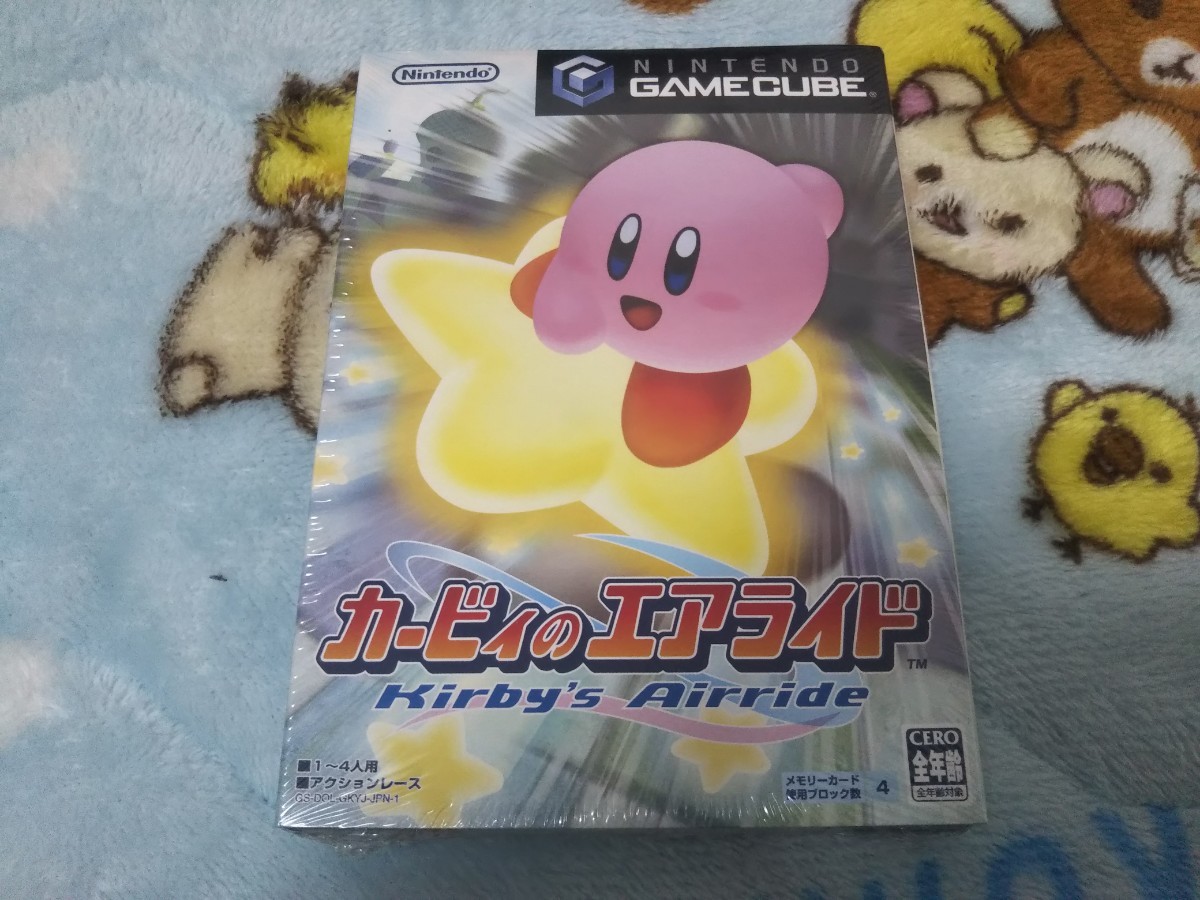 Nintendo
NINTENDO
GAMECUBE®
カービィのエアライド™
Kirby's Airride
■1〜4人用
■アクションレース
GS-DOL-GKYJ-JPN-1
メモリーカード
使用ブロック数 4
CERO
全年齢
全年齢対象